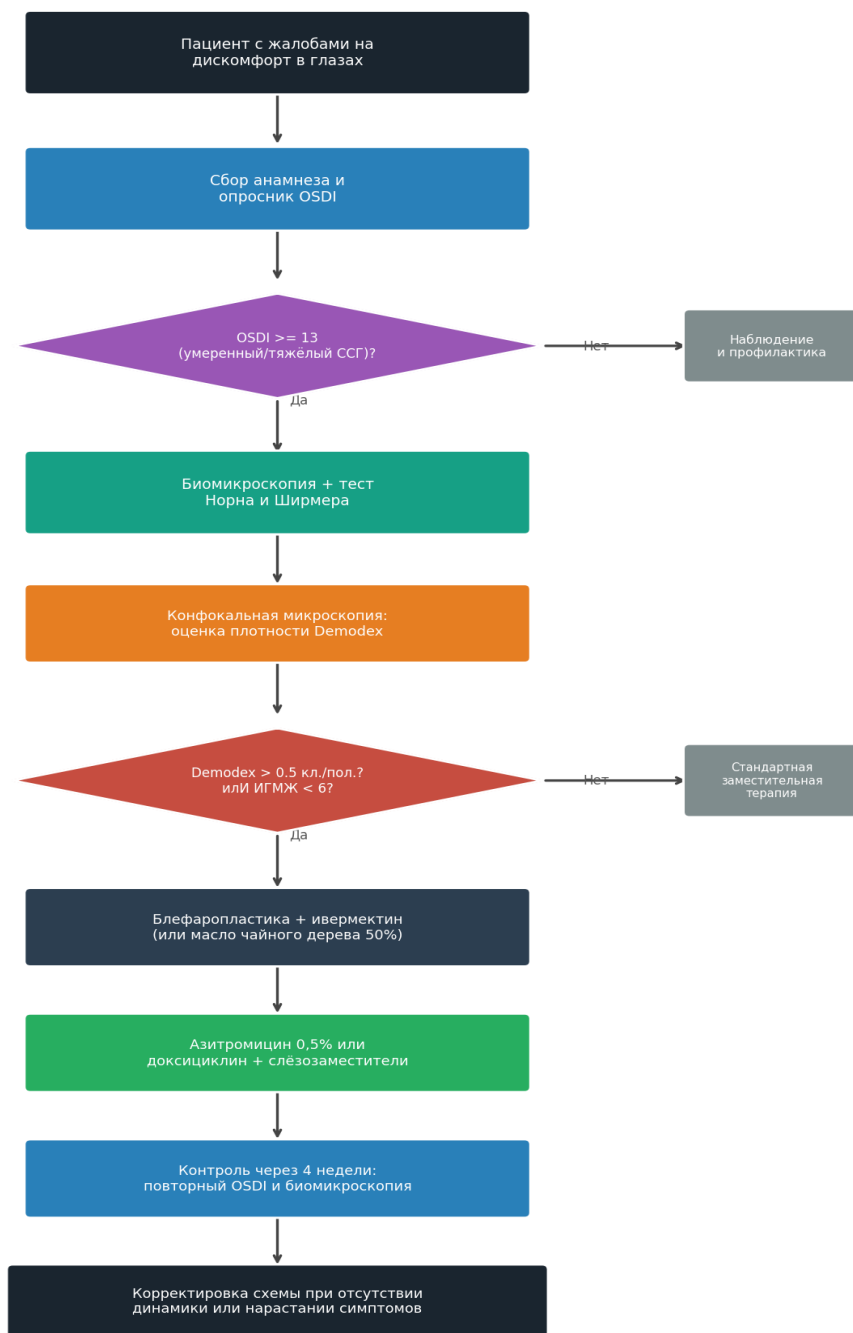 Пациент с жалобами на
дискомфорт в глазах
Сбор анамнеза и
опросник OSDI
OSDI >= 13
(умеренный/тяжёлый ССГ)?
Нет
Наблюдение
и профилактика
Да
Биомикроскопия + тест
Норна и Ширмера
Конфокальная микроскопия:
оценка плотности Demodex
Demodex > 0.5 кл./пол.?
илИ ИГМЖ < 6?
Нет
Стандартная
заместительная
терапия
Да
Блефаропластика + ивермектин
(или масло чайного дерева 50%)
Азитромицин 0,5% или
доксициклин + слёзозаместители
Контроль через 4 недели:
повторный OSDI и биомикроскопия
Корректировка схемы при отсутствии
динамики или нарастании симптомов